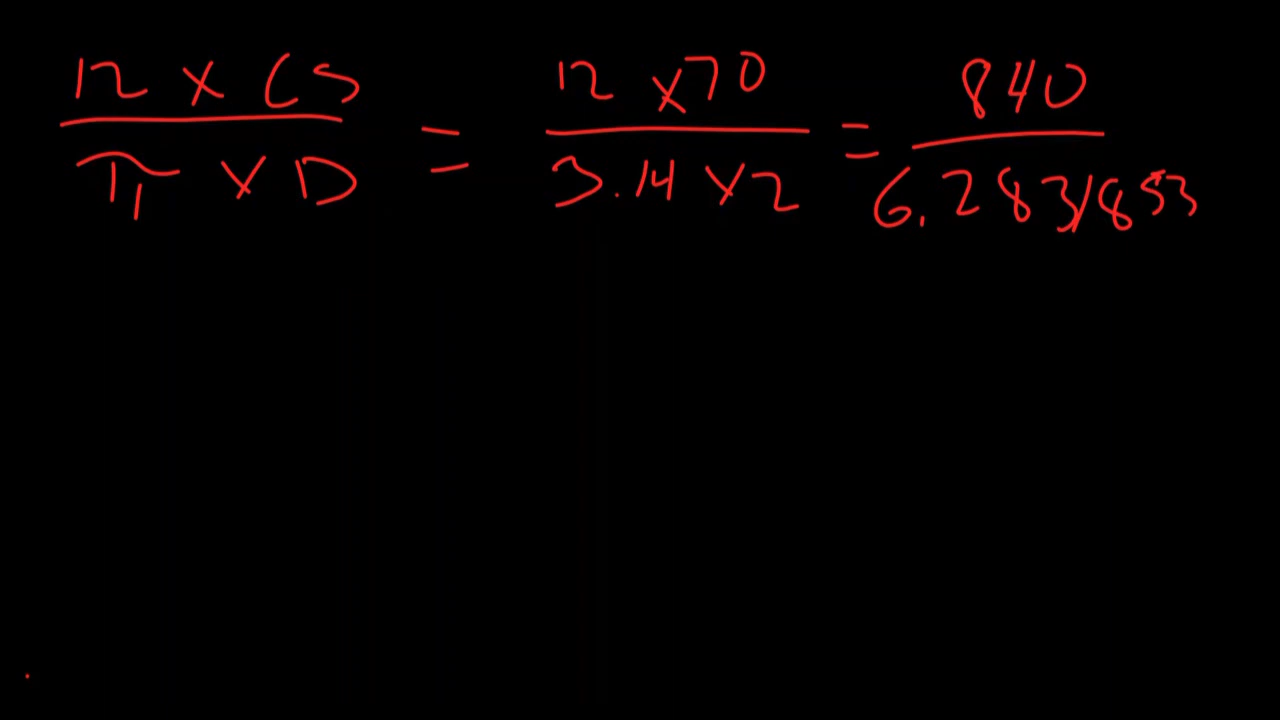 12 x CS = 12 x 70 = 840
π x D 3.14 x 2 6.2831853